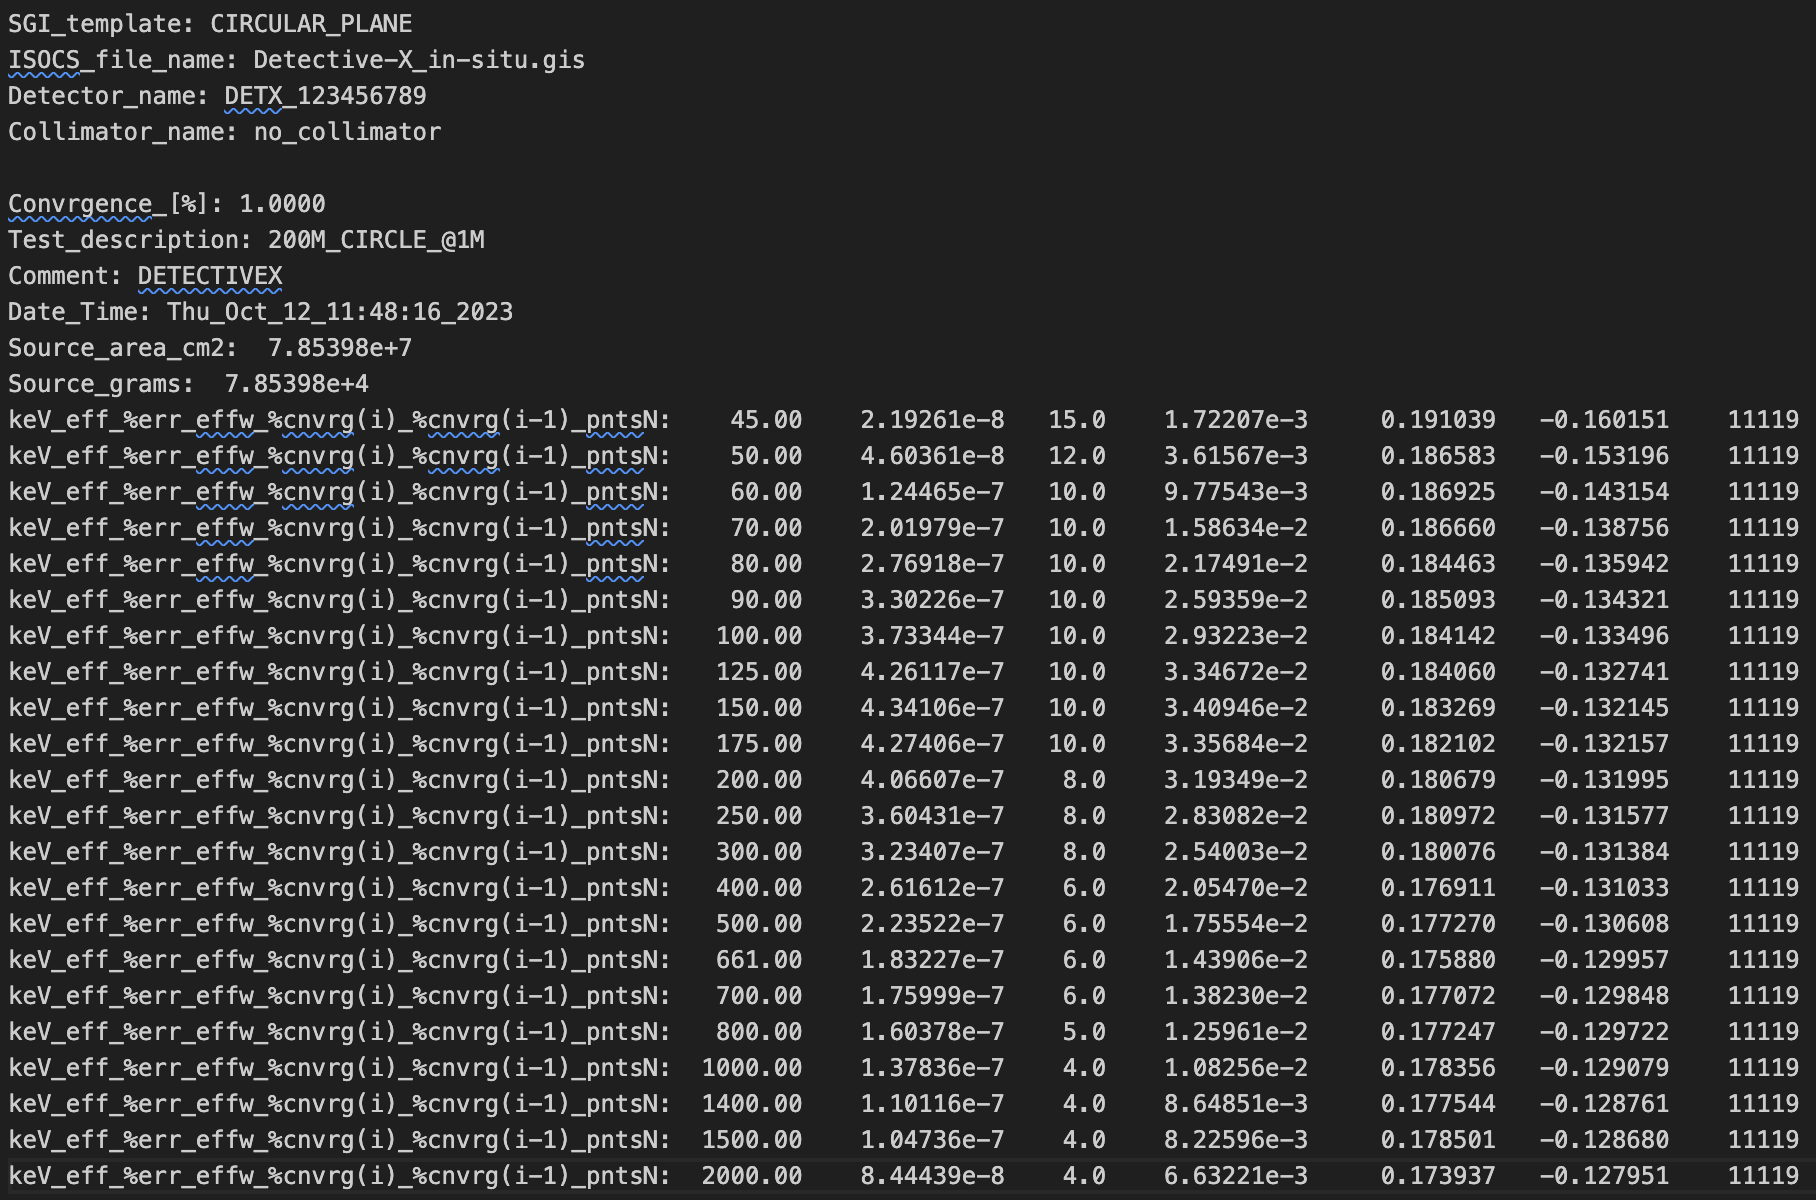 SGI_template: CIRCULAR_PLANE
ISOCS_file_name: Detective-X_in-situ.gis
Detector_name: DETX_123456789
Collimator_name: no_collimator
Convrgence_[%]: 1.0000
Test_description: 200M_CIRCLE_@1M
Comment: DETECTIVEX
Date_Time: Thu_Oct_12_11:48:16_2023
Source_area_cm2:  7.85398e+7
Source_grams:  7.85398e+4
keV_eff_%err_effw_%cnvrg(i)_%cnvrg(i-1)_pntsN:    45.00    2.19261e-8   15.0    1.72207e-3     0.191039   -0.160151    11119
keV_eff_%err_effw_%cnvrg(i)_%cnvrg(i-1)_pntsN:    50.00    4.60361e-8   12.0    3.61567e-3     0.186583   -0.153196    11119
keV_eff_%err_effw_%cnvrg(i)_%cnvrg(i-1)_pntsN:    60.00    1.24465e-7   10.0    9.77543e-3     0.186925   -0.143154    11119
keV_eff_%err_effw_%cnvrg(i)_%cnvrg(i-1)_pntsN:    70.00    2.01979e-7   10.0    1.58634e-2     0.186660   -0.138756    11119
keV_eff_%err_effw_%cnvrg(i)_%cnvrg(i-1)_pntsN:    80.00    2.76918e-7   10.0    2.17491e-2     0.184463   -0.135942    11119
keV_eff_%err_effw_%cnvrg(i)_%cnvrg(i-1)_pntsN:    90.00    3.30226e-7   10.0    2.59359e-2     0.185093   -0.134321    11119
keV_eff_%err_effw_%cnvrg(i)_%cnvrg(i-1)_pntsN:   100.00    3.73344e-7   10.0    2.93223e-2     0.184142   -0.133496    11119
keV_eff_%err_effw_%cnvrg(i)_%cnvrg(i-1)_pntsN:   125.00    4.26117e-7   10.0    3.34672e-2     0.184060   -0.132741    11119
keV_eff_%err_effw_%cnvrg(i)_%cnvrg(i-1)_pntsN:   150.00    4.34106e-7   10.0    3.40946e-2     0.183269   -0.132145    11119
keV_eff_%err_effw_%cnvrg(i)_%cnvrg(i-1)_pntsN:   175.00    4.27406e-7   10.0    3.35684e-2     0.182102   -0.132157    11119
keV_eff_%err_effw_%cnvrg(i)_%cnvrg(i-1)_pntsN:   200.00    4.06607e-7    8.0    3.19349e-2     0.180679   -0.131995    11119
keV_eff_%err_effw_%cnvrg(i)_%cnvrg(i-1)_pntsN:   250.00    3.60431e-7    8.0    2.83082e-2     0.180972   -0.131577    11119
keV_eff_%err_effw_%cnvrg(i)_%cnvrg(i-1)_pntsN:   300.00    3.23407e-7    8.0    2.54003e-2     0.180076   -0.131384    11119
keV_eff_%err_effw_%cnvrg(i)_%cnvrg(i-1)_pntsN:   400.00    2.61612e-7    6.0    2.05470e-2     0.176911   -0.131033    11119
keV_eff_%err_effw_%cnvrg(i)_%cnvrg(i-1)_pntsN:   500.00    2.23522e-7    6.0    1.75554e-2     0.177270   -0.130608    11119
keV_eff_%err_effw_%cnvrg(i)_%cnvrg(i-1)_pntsN:   661.00    1.83227e-7    6.0    1.43906e-2     0.175880   -0.129957    11119
keV_eff_%err_effw_%cnvrg(i)_%cnvrg(i-1)_pntsN:   700.00    1.75999e-7    6.0    1.38230e-2     0.177072   -0.129848    11119
keV_eff_%err_effw_%cnvrg(i)_%cnvrg(i-1)_pntsN:   800.00    1.60378e-7    5.0    1.25961e-2     0.177247   -0.129722    11119
keV_eff_%err_effw_%cnvrg(i)_%cnvrg(i-1)_pntsN:  1000.00    1.37836e-7    4.0    1.08256e-2     0.178356   -0.129079    11119
keV_eff_%err_effw_%cnvrg(i)_%cnvrg(i-1)_pntsN:  1400.00    1.10116e-7    4.0    8.64851e-3     0.177544   -0.128761    11119
keV_eff_%err_effw_%cnvrg(i)_%cnvrg(i-1)_pntsN:  1500.00    1.04736e-7    4.0    8.22596e-3     0.178501   -0.128680    11119
keV_eff_%err_effw_%cnvrg(i)_%cnvrg(i-1)_pntsN:  2000.00    8.44439e-8    4.0    6.63221e-3     0.173937   -0.127951    11119